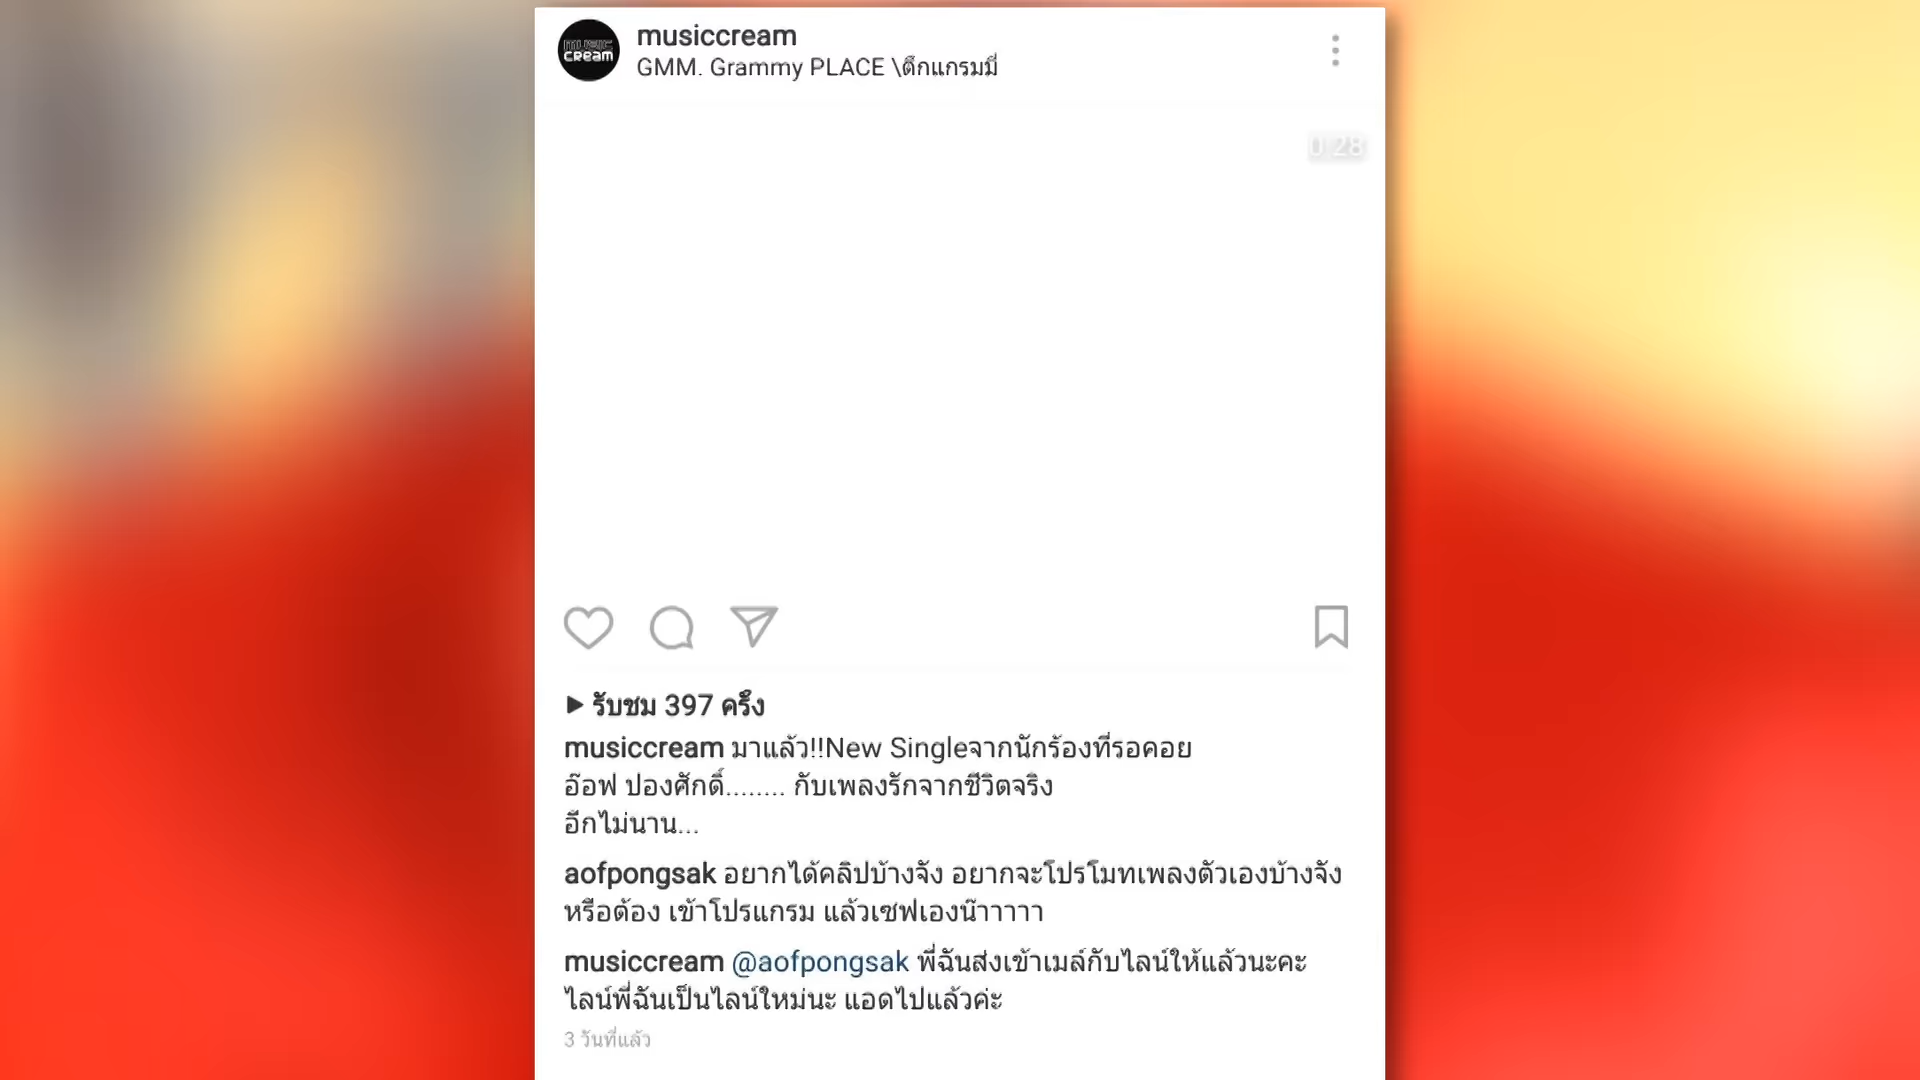 MUSIC
CREAM
musiccream
GMM. Grammy PLACE \ตึกแกรมมี่
0:28
รับชม 397 ครั้ง
musiccream มาแล้ว!!New Singleจากนักร้องที่รอคอย
อ๊อฟ ปองศักดิ์........ กับเพลงรักจากชีวิตจริง
อีกไม่นาน...
aofpongsak อยากได้คลิปบ้างจัง อยากจะโปรโมทเพลงตัวเองบ้างจัง
หรือต้อง เข้าโปรแกรม แล้วเซฟเองน๊าาาาา
musiccream @aofpongsak พี่ฉันส่งเข้าเมล์กับไลน์ให้แล้วนะคะ
ไลน์พี่ฉันเป็นไลน์ใหม่นะ แอดไปแล้วค่ะ
3 วันที่แล้ว